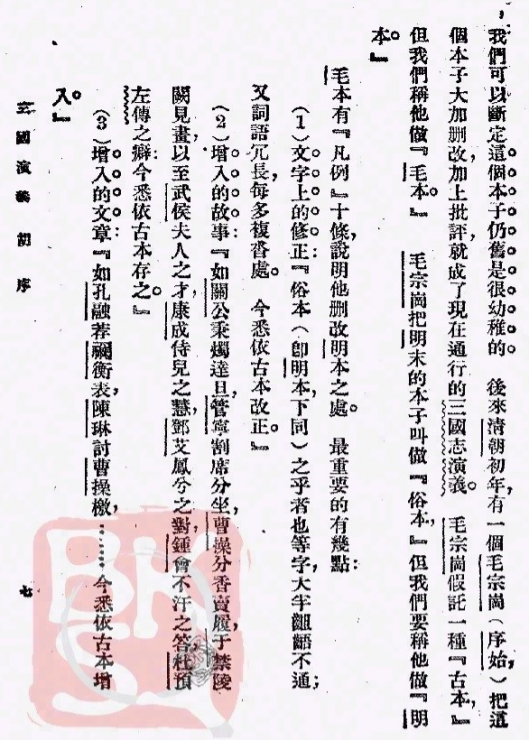 我們可以斷定這個本子仍舊是很幼稚的。後來清朝初年,有一個毛宗崗(序始)把這
個本子大加刪改,加上批評,就成了現在通行的三國志演義。毛宗崗假託一種『古本,』
但我們稱他做『毛本。』毛宗崗把明末的本子叫做『俗本,』但我們要稱他做『明
本。』
毛本有『凡例』十條,說明他刪改明本之處。最重要的有幾點:
(1)文字上的修正:『俗本(卽明本,下同)之乎者也等字,大半齟齬不通;
又詞語冗長,每多複沓處。今悉依古本改正。』
(2)增入的故事:『如關公秉燭達旦,管寧割席分坐,曹操分香賣履,于禁陵
闕見畫,以至武侯夫人之才,康成侍兒之慧,鄧艾鳳兮之對,鍾會不汗之答,杜預
左傳之癖:今悉依古本存之。』
(3)增入的文章:『如孔融荐禰衡表,陳琳討曹操檄,……今悉依古本增
入。』
三國演義 序
七
BK